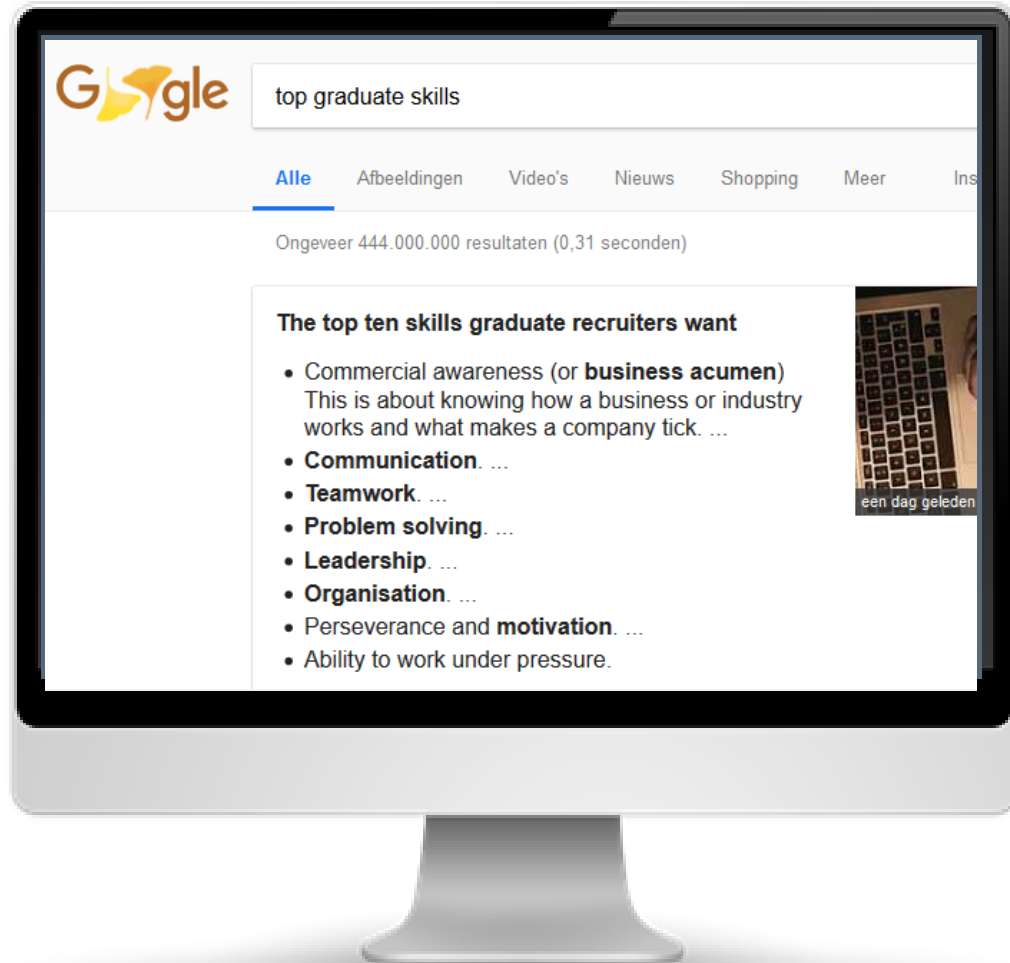 G gle
top graduate skills
Alle Afbeeldingen Video's Nieuws Shopping Meer Ins
Ongeveer 444.000.000 resultaten (0,31 seconden)
The top ten skills graduate recruiters want
• Commercial awareness (or business acumen)
This is about knowing how a business or industry
works and what makes a company tick. ...
• Communication. ...
• Teamwork. ...
• Problem solving. ...
• Leadership. ...
• Organisation. ...
• Perseverance and motivation. ...
• Ability to work under pressure.
een dag geleden